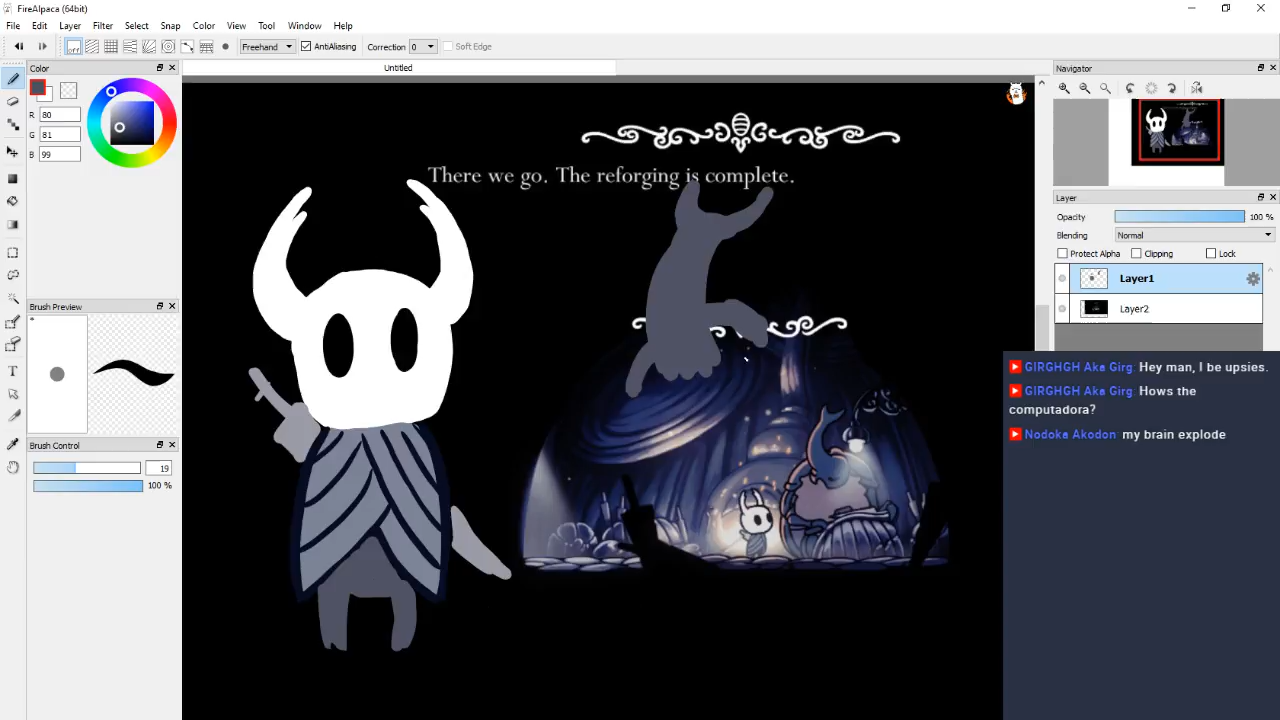 FireAlpaca (64bit)
File Edit Layer Filter Select Snap Color View Tool Window Help
off Freehand AntiAliasing Correction 0 Soft Edge
Color
Untitled
Navigator
R 80
G 81
B 99
There we go. The reforging is complete.
Layer
Opacity 100 %
Blending Normal
Protect Alpha Clipping Lock
Layer1
Layer2
Brush Preview
T
Brush Control
19
100 %
GIRGHGH Aka Girg: Hey man, I be upsies.
GIRGHGH Aka Girg: Hows the
computadora?
Nodoka Akodon: my brain explode